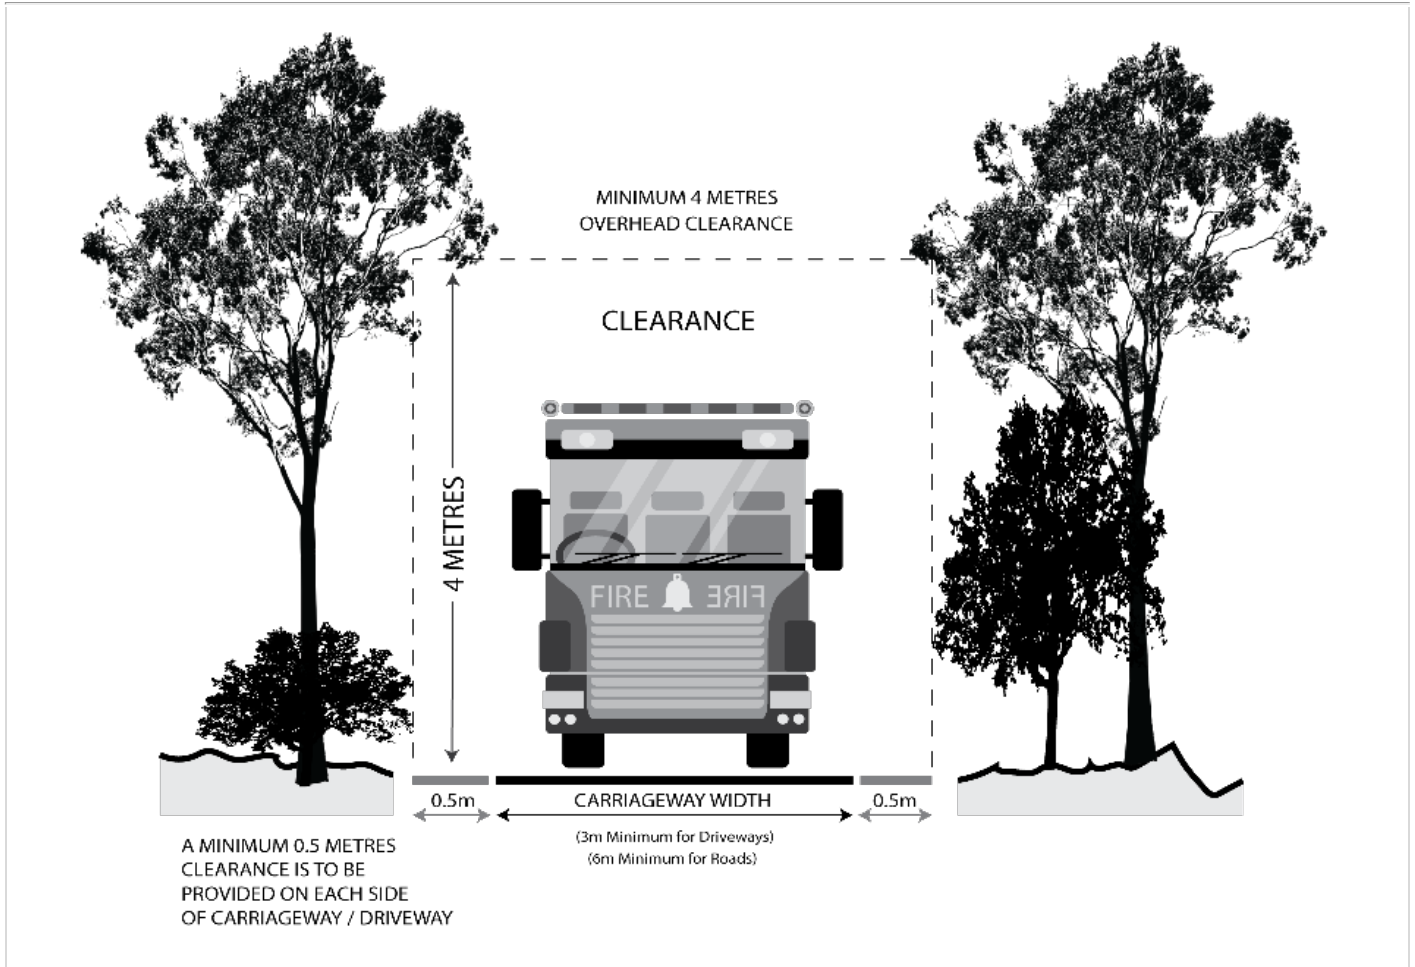 MINIMUM 4 METRES
OVERHEAD CLEARANCE
CLEARANCE
4 METRES
FIRE FIRE
0.5m
CARRIAGEWAY WIDTH
0.5m
(3m Minimum for Driveways)
(6m Minimum for Roads)
A MINIMUM 0.5 METRES
CLEARANCE IS TO BE
PROVIDED ON EACH SIDE
OF CARRIAGEWAY / DRIVEWAY